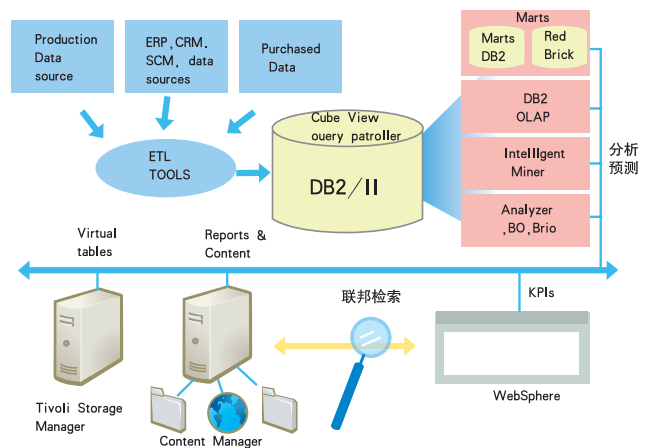 Production
Data
source
ERP, CRM.
SCM, data
sources
Purchased
Data
Marts
Marts
DB2
Red
Brick
Cube View
ouery patroller
DB2/II
ETL
TOOLS
DB2
OLAP
Intelligent
Miner
Analyzer
,BO, Brio
分析
预测
Virtual
tables
Reports &
Content
联邦检索
KPIs
Tivoli Storage
Manager
Content Manager
WebSphere